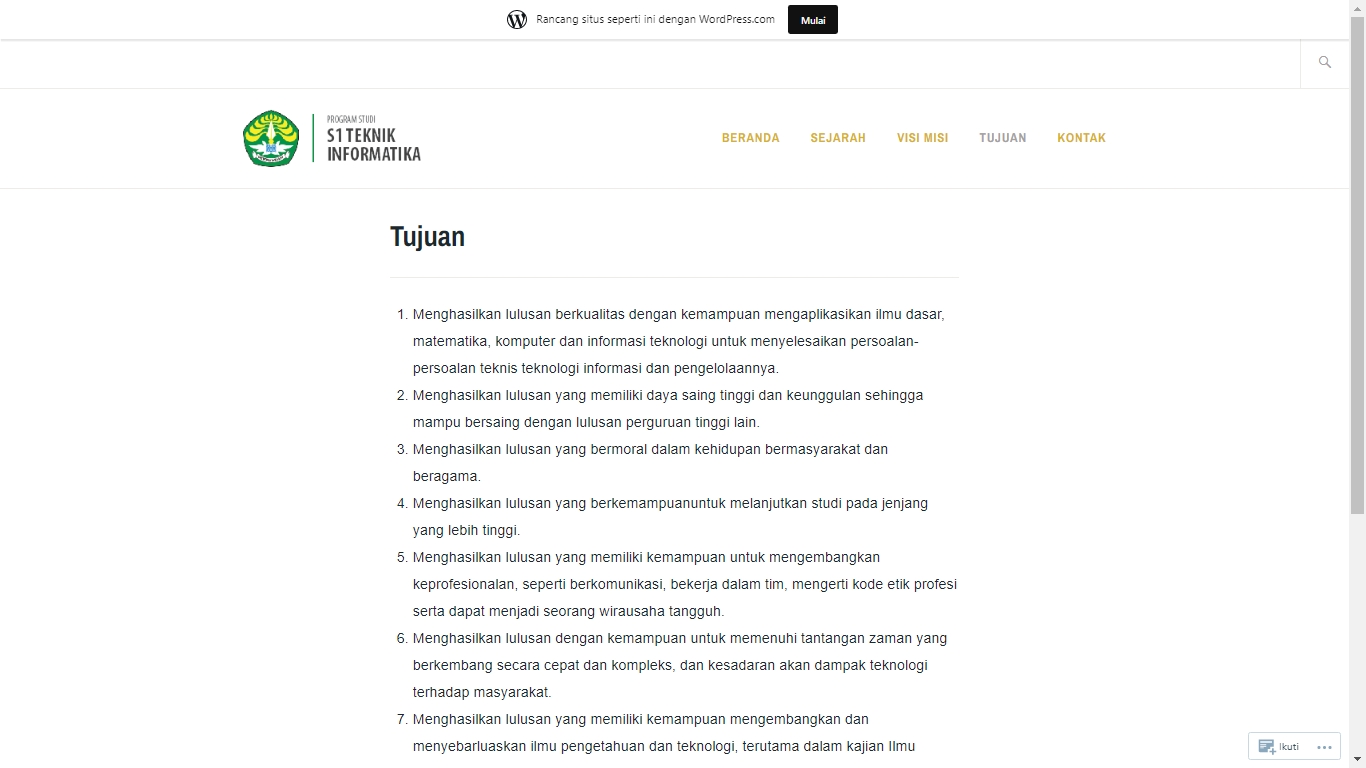 Rancang situs seperti ini dengan WordPress.com
Mulai
PROGRAM STUDI
S1 TEKNIK
INFORMATIKA
BERANDA
SEJARAH
VISI MISI
TUJUAN
KONTAK
Tujuan
1. Menghasilkan lulusan berkualitas dengan kemampuan mengaplikasikan ilmu dasar,
matematika, komputer dan informasi teknologi untuk menyelesaikan persoalan-
persoalan teknis teknologi informasi dan pengelolaannya.
2. Menghasilkan lulusan yang memiliki daya saing tinggi dan keunggulan sehingga
mampu bersaing dengan lulusan perguruan tinggi lain.
3. Menghasilkan lulusan yang bermoral dalam kehidupan bermasyarakat dan
beragama.
4. Menghasilkan lulusan yang berkemampuanuntuk melanjutkan studi pada jenjang
yang lebih tinggi.
5. Menghasilkan lulusan yang memiliki kemampuan untuk mengembangkan
keprofesionalan, seperti berkomunikasi, bekerja dalam tim, mengerti kode etik profesi
serta dapat menjadi seorang wirausaha tangguh.
6. Menghasilkan lulusan dengan kemampuan untuk memenuhi tantangan zaman yang
berkembang secara cepat dan kompleks, dan kesadaran akan dampak teknologi
terhadap masyarakat.
7. Menghasilkan lulusan yang memiliki kemampuan mengembangkan dan
menyebarluaskan ilmu pengetahuan dan teknologi, terutama dalam kajian Ilmu
Ikuti